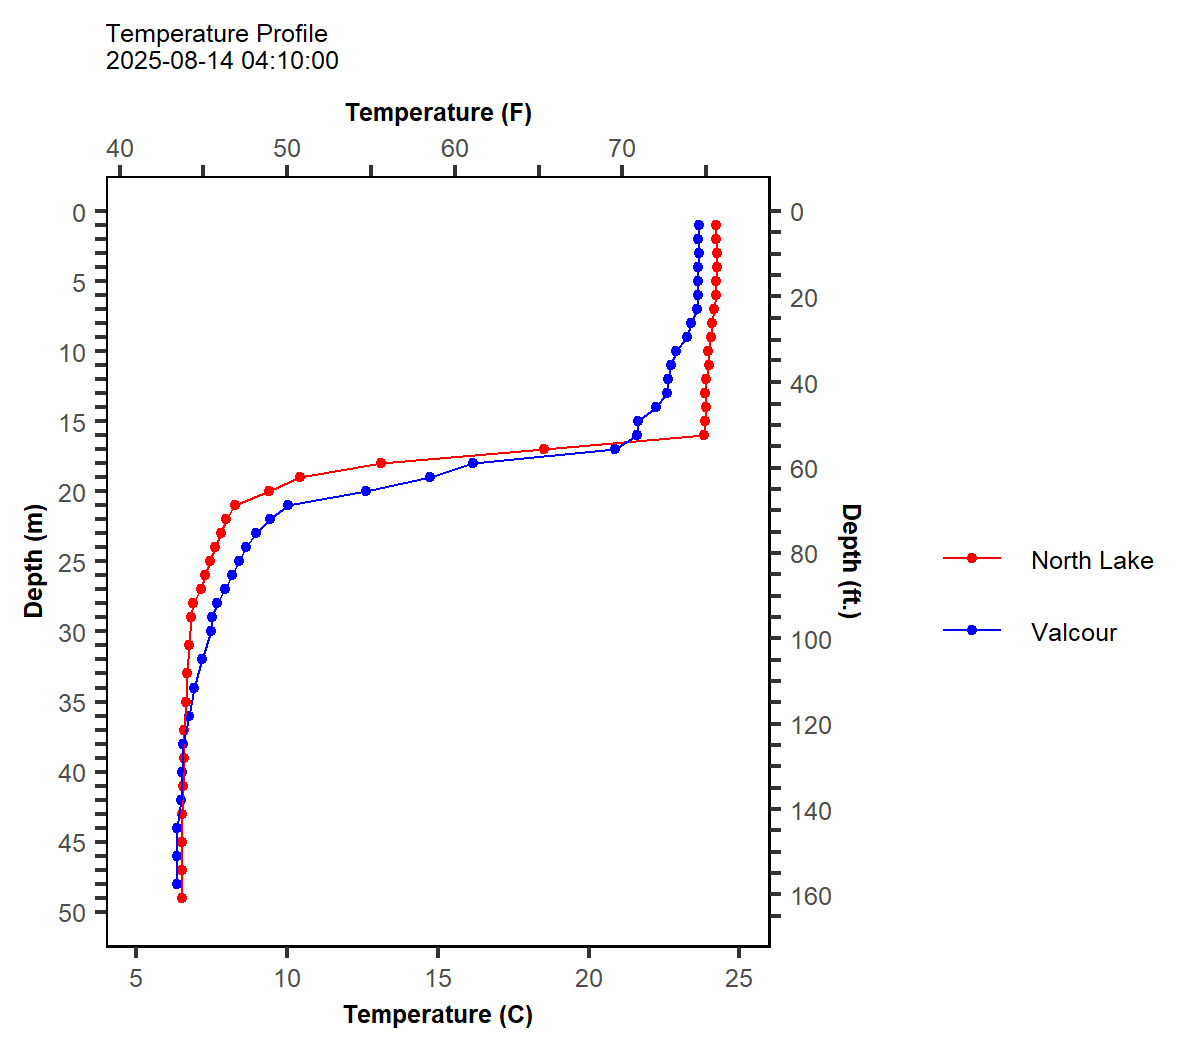 Temperature Profile
2025-08-14 04:10:00
Temperature (F)
40 50 60 70
0
5
10
15
20
25
30
35
40
45
50
Depth (m)
0
20
40
60
80
100
120
140
160
Depth (ft.)
North Lake
Valcour
5 10 15 20 25
Temperature (C)